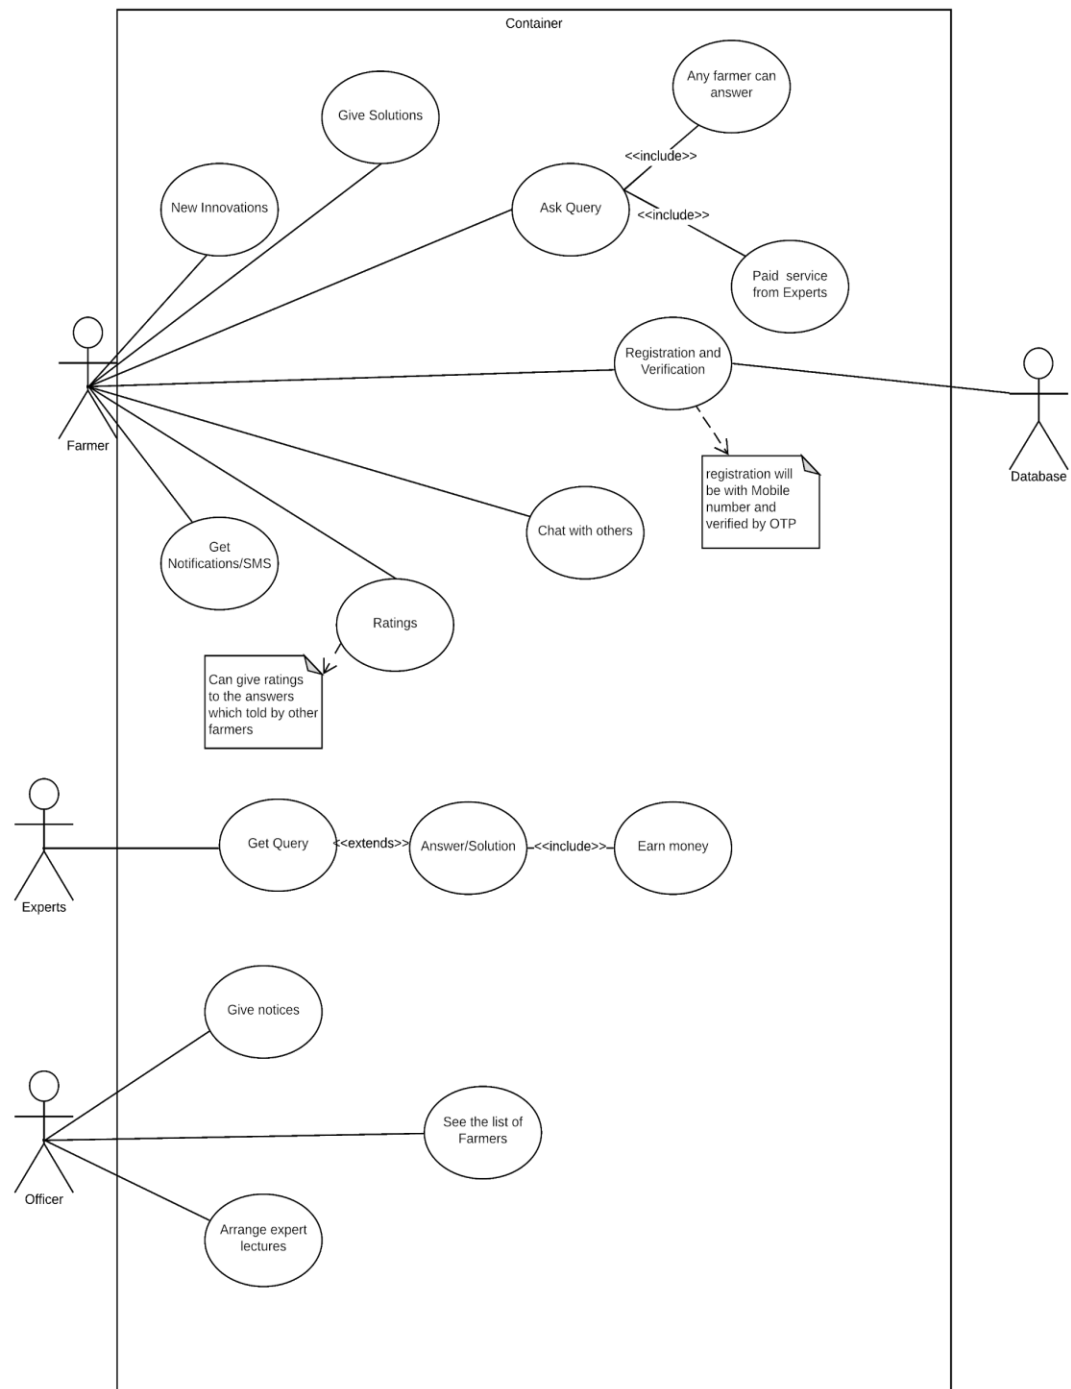 Container
Any farmer can
answer
Give Solutions
<<include>>
New Innovations
Ask Query
<<include>>
Paid service
from Experts
Registration and
Verification
Farmer
Database
registration will
be with Mobile
number and
verified by OTP
Chat with others
Get
Notifications/SMS
Ratings
Can give ratings
to the answers
which told by other
farmers
Get Query
<<extends>>
Answer/Solution
<<include>>
Earn money
Experts
Give notices
See the list of
Farmers
Officer
Arrange expert
lectures